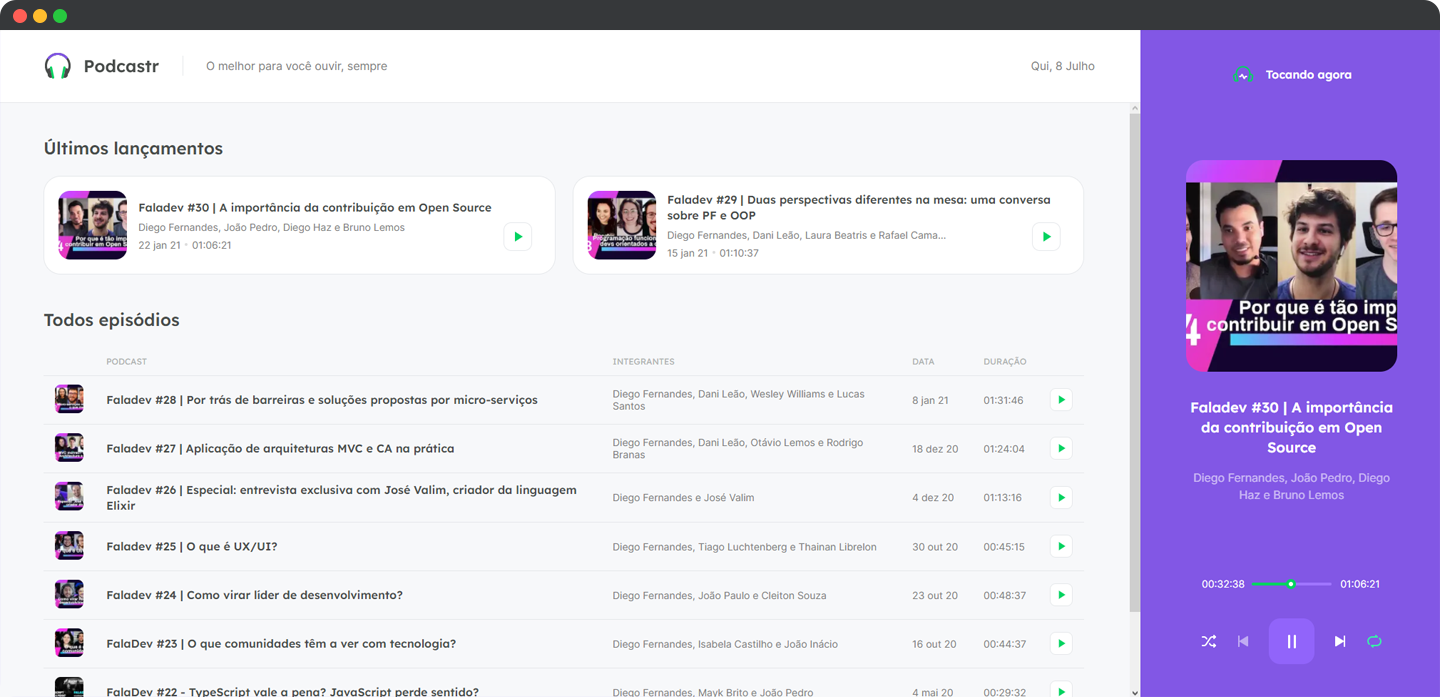 Podcastr
O melhor para você ouvir, sempre
Qui, 8 Julho
Últimos lançamentos
Faladev #30 | A importância da contribuição em Open Source
Diego Fernandes, João Pedro, Diego Haz e Bruno Lemos
22 jan 21 • 01:06:21
Por que é tão imp
contribuir em Open
Faladev #29 | Duas perspectivas diferentes na mesa: uma conversa
sobre PF e OOP
Diego Fernandes, Dani Leão, Laura Beatris e Rafael Cama...
15 jan 21 • 01:10:37
Programação funcion
devs orientados a
Todos episódios
PODCAST INTEGRANTES DATA DURAÇÃO
Faladev #28 | Por trás de barreiras e soluções propostas por micro-serviços
Diego Fernandes, Dani Leão, Wesley Williams e Lucas
Santos
8 jan 21
01:31:46
Faladev #27 | Aplicação de arquiteturas MVC e CA na prática
Diego Fernandes, Dani Leão, Otávio Lemos e Rodrigo
Branas
18 dez 20
01:24:04
Faladev #26 | Especial: entrevista exclusiva com José Valim, criador da linguagem
Elixir
Diego Fernandes e José Valim
4 dez 20
01:13:16
Faladev #25 | O que é UX/UI?
Diego Fernandes, Tiago Luchtenberg e Thainan Librelon
30 out 20
00:45:15
Faladev #24 | Como virar líder de desenvolvimento?
Diego Fernandes, João Paulo e Cleiton Souza
23 out 20
00:48:37
FalaDev #23 | O que comunidades têm a ver com tecnologia?
Diego Fernandes, Isabela Castilho e João Inácio
16 out 20
00:44:37
FalaDev #22 - TypeScript vale a pena? JavaScript perde sentido?
Diego Fernandes, Mayk Brito e João Pedro
4 mai 20
00:29:32
Tocando agora
4
Por que é tão imp
contribuir em Open S
Faladev #30 | A importância
da contribuição em Open
Source
Diego Fernandes, João Pedro, Diego
Haz e Bruno Lemos
00:32:38
01:06:21